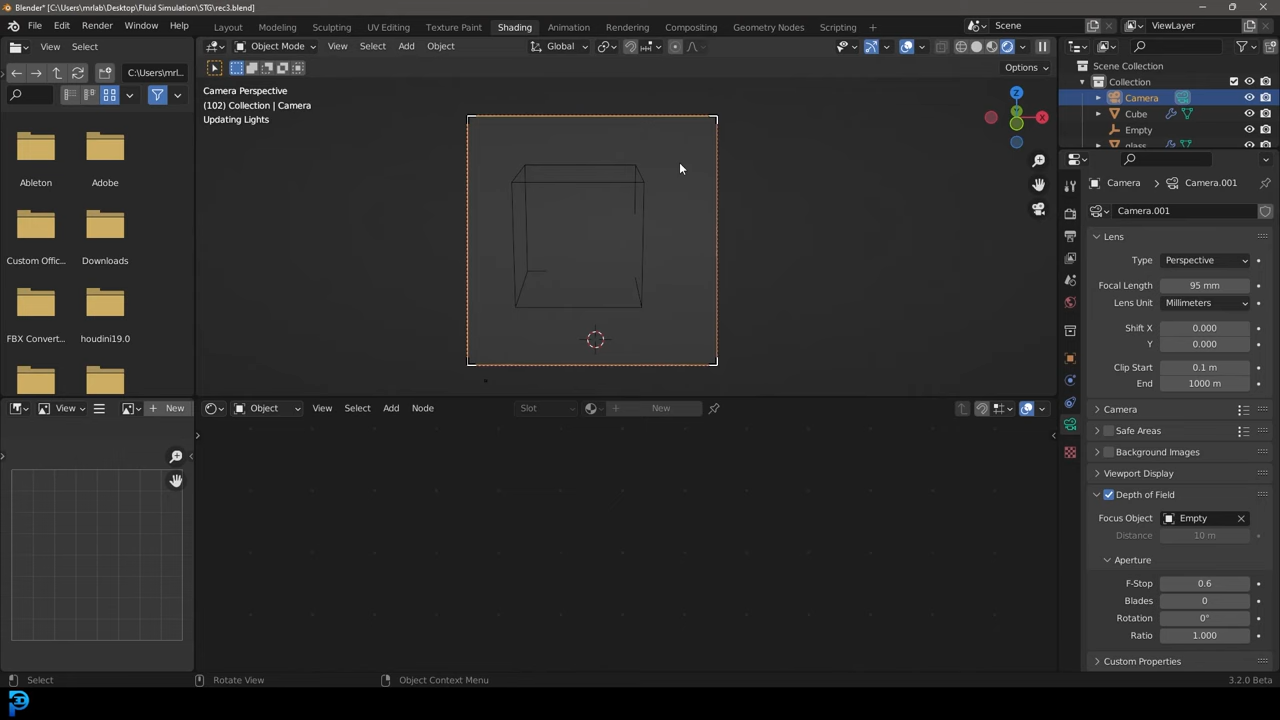 Blender* [C:\Users\mrlab\Desktop\Fluid Simulation\STG\rec3.blend]
File Edit Render Window Help Layout Modeling Sculpting UV Editing Texture Paint Shading Animation Rendering Compositing Geometry Nodes Scripting Scene ViewLayer
View Select Object Mode View Select Add Object Global
C:\Users\mrl... Options
Camera Perspective
(102) Collection | Camera
Updating Lights
X
Z
Ableton Adobe
Custom Offic... Downloads
FBX Convert... houdini19.0
Scene Collection
Collection
Camera
Cube
Empty
glass
Camera Camera.001
Camera.001
Lens
Type Perspective
Focal Length 95 mm
Lens Unit Millimeters
Shift X 0.000
Y 0.000
Clip Start 0.1 m
End 1000 m
Camera
Safe Areas
Background Images
Viewport Display
Depth of Field
Focus Object Empty
Distance 10 m
Aperture
F-Stop 0.6
Blades 0
Rotation 0°
Ratio 1.000
Custom Properties
View New Object View Select Add Node Slot New
Select Rotate View Object Context Menu 3.2.0 Beta